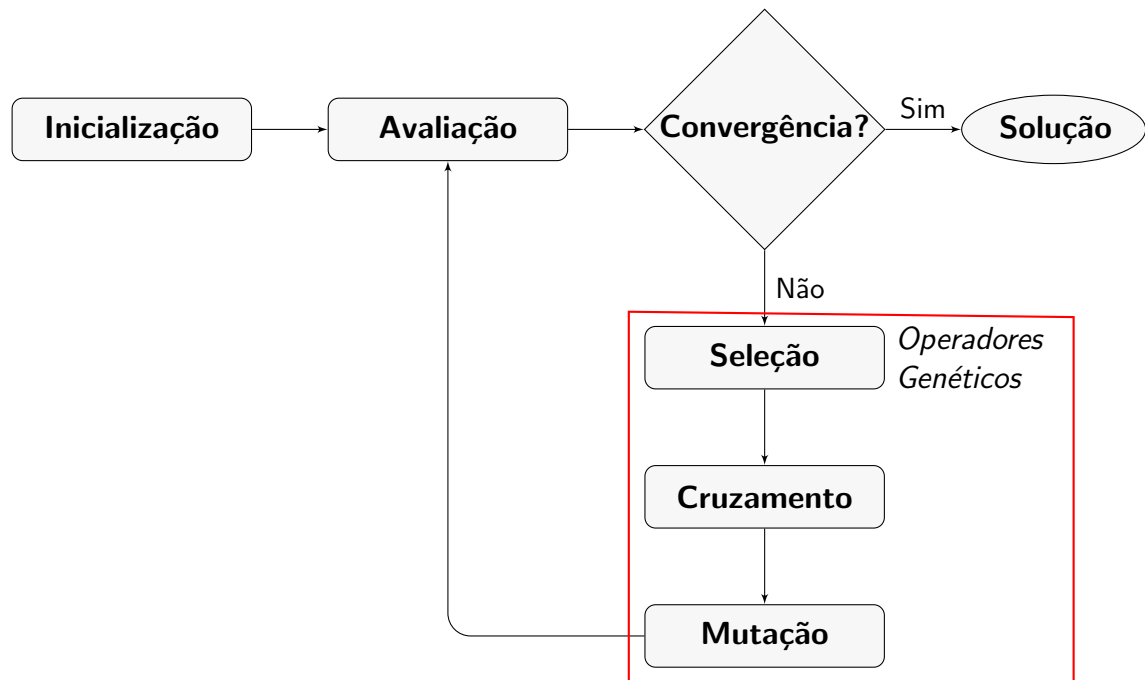 Inicialização
Avaliação
Convergência?
Sim
Solução
Não
Seleção
Operadores
Genéticos
Cruzamento
Mutação